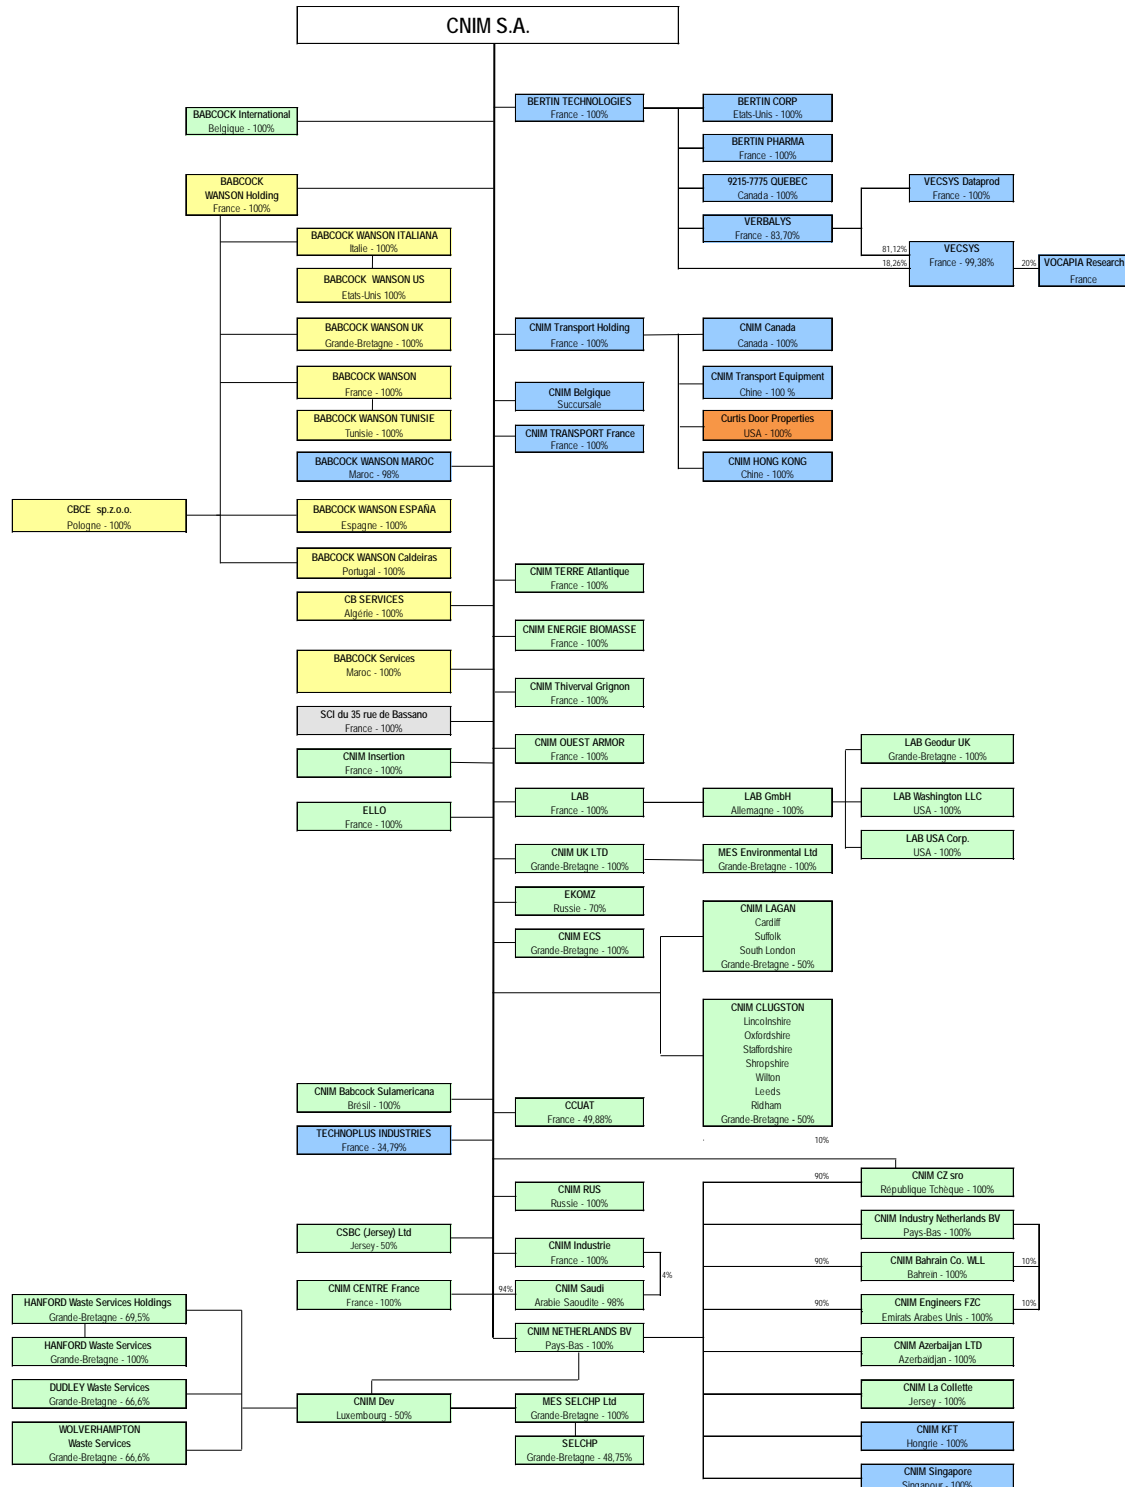 CNIM S.A.
BABCOCK International
Belgique - 100%
BABCOCK
WANSON Holding
France - 100%
BABCOCK WANSON ITALIANA
Italie - 100%
BABCOCK WANSON US
Etats-Unis 100%
BABCOCK WANSON UK
Grande-Bretagne - 100%
BABCOCK WANSON
France - 100%
BABCOCK WANSON TUNISIE
Tunisie - 100%
BABCOCK WANSON MAROC
Maroc - 98%
CBCE sp.z.o.o.
Pologne - 100%
BABCOCK WANSON ESPAÑA
Espagne - 100%
BABCOCK WANSON Caldeiras
Portugal - 100%
CB SERVICES
Algérie - 100%
BABCOCK Services
Maroc - 100%
SCI du 35 rue de Bassano
France - 100%
CNIM Insertion
France - 100%
ELLO
France - 100%
BERTIN TECHNOLOGIES
France - 100%
BERTIN CORP
Etats-Unis - 100%
BERTIN PHARMA
France - 100%
9215-7775 QUEBEC
Canada - 100%
VERBALYS
France - 83,70%
VECSYS Dataprod
France - 100%
81,12%
18,26%
VECSYS
France - 99,38%
20%
VOCAPIA Research
France
CNIM Transport Holding
France - 100%
CNIM Canada
Canada - 100%
CNIM Transport Equipment
Chine - 100 %
Curtis Door Properties
USA - 100%
CNIM HONG KONG
Chine - 100%
CNIM Belgique
Succursale
CNIM TRANSPORT France
France - 100%
CNIM TERRE Atlantique
France - 100%
CNIM ENERGIE BIOMASSE
France - 100%
CNIM Thiverval Grignon
France - 100%
CNIM OUEST ARMOR
France - 100%
LAB
France - 100%
LAB GmbH
Allemagne - 100%
LAB Geodur UK
Grande-Bretagne - 100%
LAB Washington LLC
USA - 100%
LAB USA Corp.
USA - 100%
CNIM UK LTD
Grande-Bretagne - 100%
MES Environmental Ltd
Grande-Bretagne - 100%
EKOMZ
Russie - 70%
CNIM ECS
Grande-Bretagne - 100%
CNIM LAGAN
Cardiff
Suffolk
South London
Grande-Bretagne - 50%
CNIM CLUGSTON
Lincolnshire
Oxfordshire
Staffordshire
Shropshire
Wilton
Leeds
Ridham
Grande-Bretagne - 50%
CNIM Babcock Sulamericana
Brésil - 100%
CCUAT
France - 49,88%
TECHNOPLUS INDUSTRIES
France - 34,79%
10%
90%
CNIM CZ sro
République Tchèque - 100%
CNIM RUS
Russie - 100%
CNIM Industry Netherlands BV
Pays-Bas - 100%
CSBC (Jersey) Ltd
Jersey- 50%
CNIM Industrie
France - 100%
4%
90%
CNIM Bahrain Co. WLL
Bahrein - 100%
10%
CNIM CENTRE France
France - 100%
94%
CNIM Saudi
Arabie Saoudite - 98%
90%
CNIM Engineers FZC
Emirats Arabes Unis - 100%
10%
HANFORD Waste Services Holdings
Grande-Bretagne - 69,5%
CNIM NETHERLANDS BV
Pays-Bas - 100%
HANFORD Waste Services
Grande-Bretagne - 100%
CNIM Azerbaijan LTD
Azerbaïdjan - 100%
DUDLEY Waste Services
Grande-Bretagne - 66,6%
CNIM Dev
Luxembourg - 50%
MES SELCHP Ltd
Grande-Bretagne - 100%
CNIM La Collette
Jersey - 100%
WOLVERHAMPTON
Waste Services
Grande-Bretagne - 66,6%
SELCHP
Grande-Bretagne - 48,75%
CNIM KFT
Hongrie - 100%
CNIM Singapore
Singapour - 100%